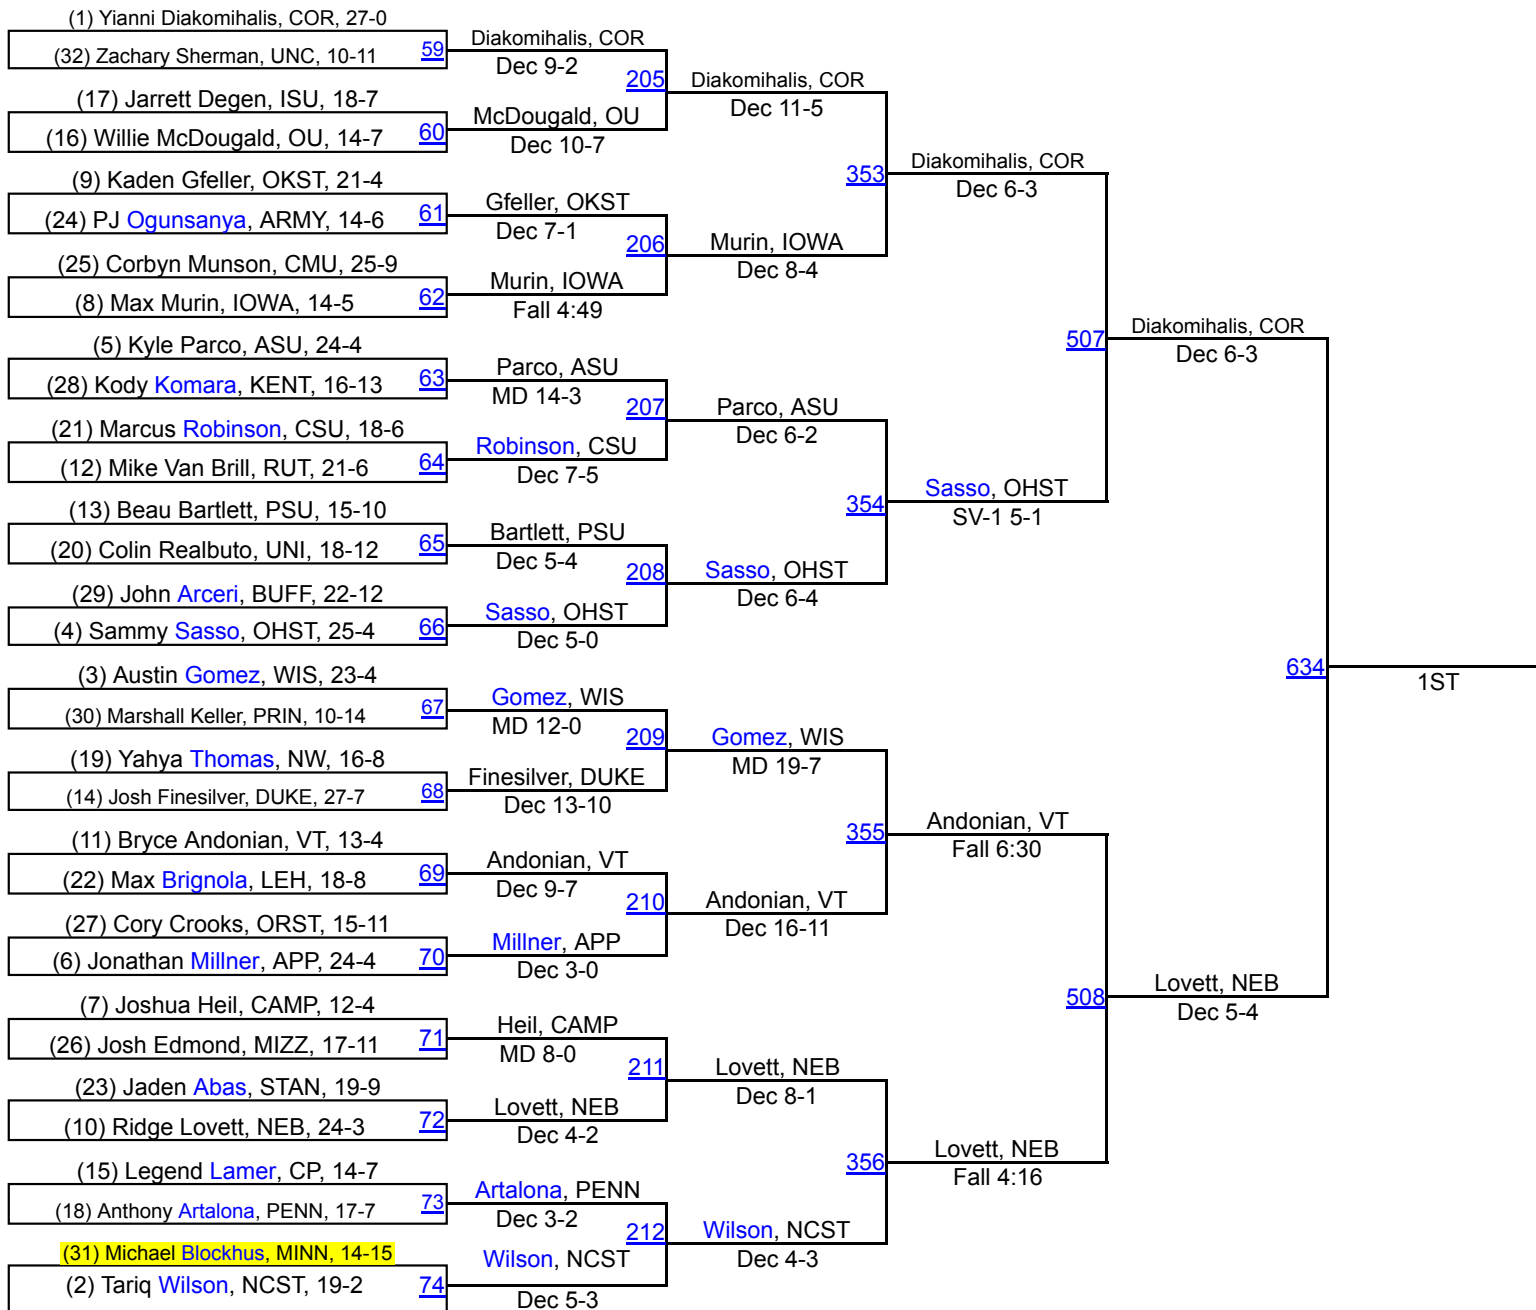 (1) Yianni Diakomihalis, COR, 27-0
(32) Zachary Sherman, UNC, 10-11
59
(17) Jarrett Degen, ISU, 18-7
(16) Willie McDougald, OU, 14-7
60
(9) Kaden Gfeller, OKST, 21-4
(24) PJ Ogunsanya, ARMY, 14-6
61
(25) Corbyn Munson, CMU, 25-9
(8) Max Murin, IOWA, 14-5
62
(5) Kyle Parco, ASU, 24-4
(28) Kody Komara, KENT, 16-13
63
(21) Marcus Robinson, CSU, 18-6
(12) Mike Van Brill, RUT, 21-6
64
(13) Beau Bartlett, PSU, 15-10
(20) Colin Realbuto, UNI, 18-12
65
(29) John Arceri, BUFF, 22-12
(4) Sammy Sasso, OHST, 25-4
66
(3) Austin Gomez, WIS, 23-4
(30) Marshall Keller, PRIN, 10-14
67
(19) Yahya Thomas, NW, 16-8
(14) Josh Finesilver, DUKE, 27-7
68
(11) Bryce Andonian, VT, 13-4
(22) Max Brignola, LEH, 18-8
69
(27) Cory Crooks, ORST, 15-11
(6) Jonathan Millner, APP, 24-4
70
(7) Joshua Heil, CAMP, 12-4
(26) Josh Edmond, MIZZ, 17-11
71
(23) Jaden Abas, STAN, 19-9
(10) Ridge Lovett, NEB, 24-3
72
(15) Legend Lamer, CP, 14-7
(18) Anthony Artalona, PENN, 17-7
73
(31) Michael Blockhus, MINN, 14-15
(2) Tariq Wilson, NCST, 19-2
74
Diakomihalis, COR
Dec 9-2
205
McDougald, OU
Dec 10-7
Gfeller, OKST
Dec 7-1
206
Murin, IOWA
Fall 4:49
Parco, ASU
MD 14-3
207
Robinson, CSU
Dec 7-5
Bartlett, PSU
Dec 5-4
208
Sasso, OHST
Dec 5-0
Gomez, WIS
MD 12-0
209
Finesilver, DUKE
Dec 13-10
Andonian, VT
Dec 9-7
210
Millner, APP
Dec 3-0
Heil, CAMP
MD 8-0
211
Lovett, NEB
Dec 4-2
Artalona, PENN
Dec 3-2
212
Wilson, NCST
Dec 5-3
Diakomihalis, COR
Dec 11-5
353
Murin, IOWA
Dec 8-4
Parco, ASU
Dec 6-2
354
Sasso, OHST
Dec 6-4
Gomez, WIS
MD 19-7
355
Andonian, VT
Dec 16-11
Lovett, NEB
Dec 8-1
356
Wilson, NCST
Dec 4-3
Diakomihalis, COR
Dec 6-3
507
Sasso, OHST
SV-1 5-1
Andonian, VT
Fall 6:30
508
Lovett, NEB
Fall 4:16
Diakomihalis, COR
Dec 6-3
634
Lovett, NEB
Dec 5-4
1ST